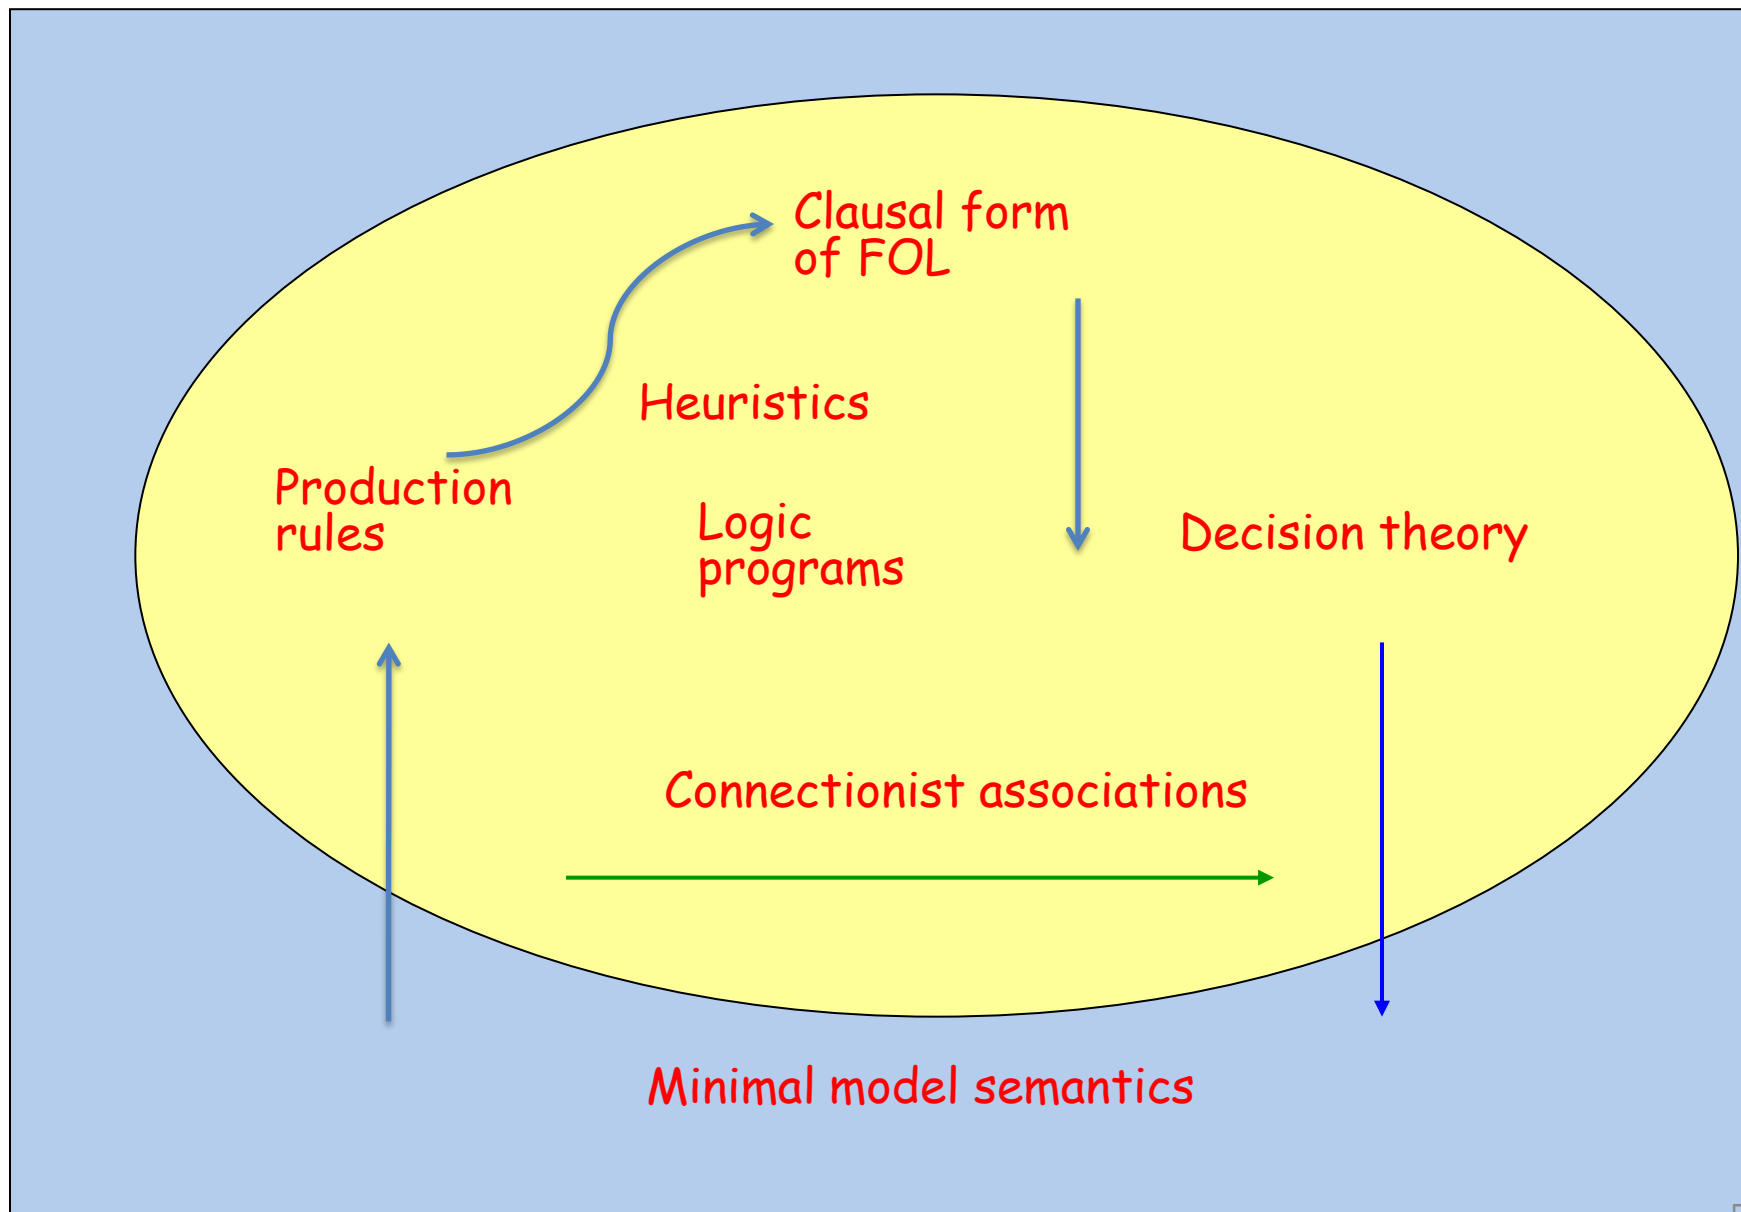 Clausal form
of FOL
Heuristics
Production
rules
Logic
programs
Decision theory
Connectionist associations
Minimal model semantics